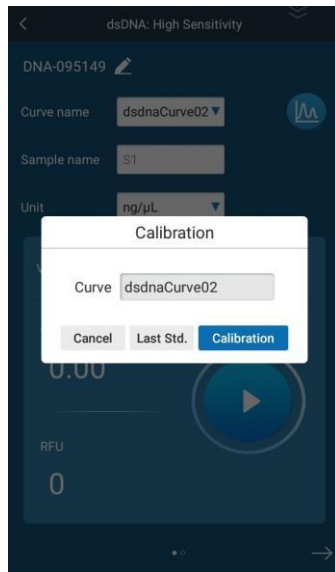 dsDNA: High Sensitivity
DNA-095149
Curve name
dsdnaCurve02
Sample name
S1
Unit
ng/µL
Calibration
Curve
dsdnaCurve02
Cancel
Last Std.
Calibration
0.00
RFU
0